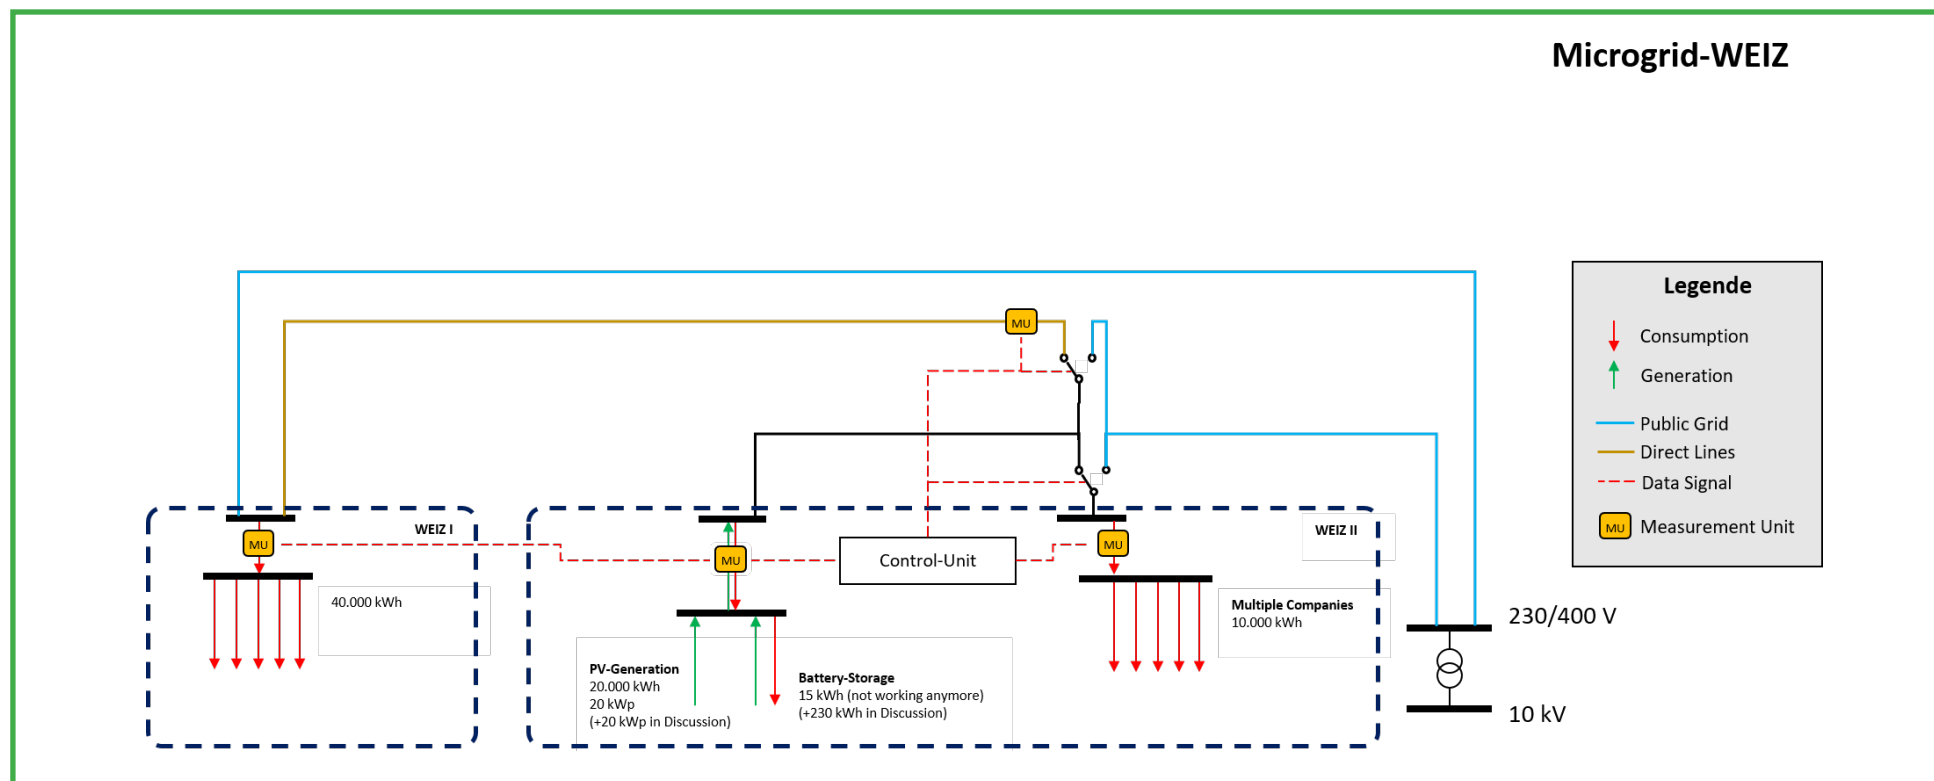 Microgrid-WEIZ
Legende
Consumption
Generation
Public Grid
Direct Lines
Data Signal
MU Measurement Unit
MU
WEIZ I
MU
40.000 kWh
MU
Control-Unit
MU
WEIZ II
PV-Generation
20.000 kWh
20 kWp
(+20 kWp in Discussion)
Battery-Storage
15 kWh (not working anymore)
(+230 kWh in Discussion)
Multiple Companies
10.000 kWh
230/400 V
10 kV